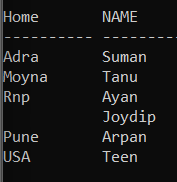 Home NAME
---------- ---------
Adra Suman
Moyna Tanu
Rnp Ayan
Joydip
Pune Arpan
USA Teen